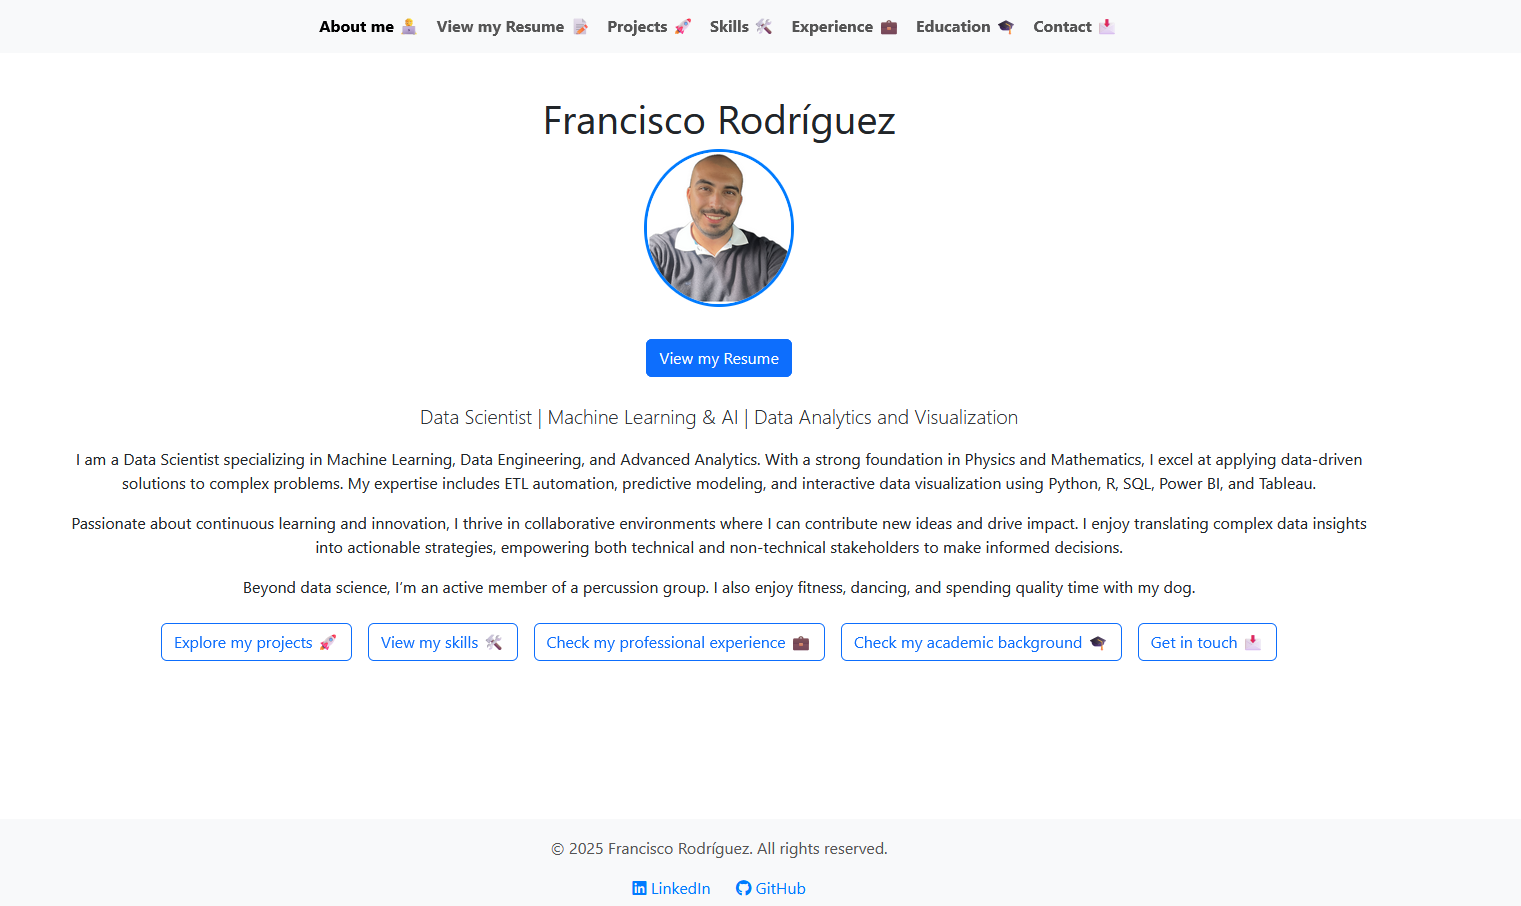 About me 🧑‍💻 View my Resume 📝 Projects 🚀 Skills 🛠️ Experience 💼 Education 🎓 Contact 📩
Francisco Rodríguez
View my Resume
Data Scientist | Machine Learning & AI | Data Analytics and Visualization
I am a Data Scientist specializing in Machine Learning, Data Engineering, and Advanced Analytics. With a strong foundation in Physics and Mathematics, I excel at applying data-driven
solutions to complex problems. My expertise includes ETL automation, predictive modeling, and interactive data visualization using Python, R, SQL, Power BI, and Tableau.
Passionate about continuous learning and innovation, I thrive in collaborative environments where I can contribute new ideas and drive impact. I enjoy translating complex data insights
into actionable strategies, empowering both technical and non-technical stakeholders to make informed decisions.
Beyond data science, I’m an active member of a percussion group. I also enjoy fitness, dancing, and spending quality time with my dog.
Explore my projects 🚀 View my skills 🛠️ Check my professional experience 💼 Check my academic background 🎓 Get in touch 📩
© 2025 Francisco Rodríguez. All rights reserved.
LinkedIn GitHub